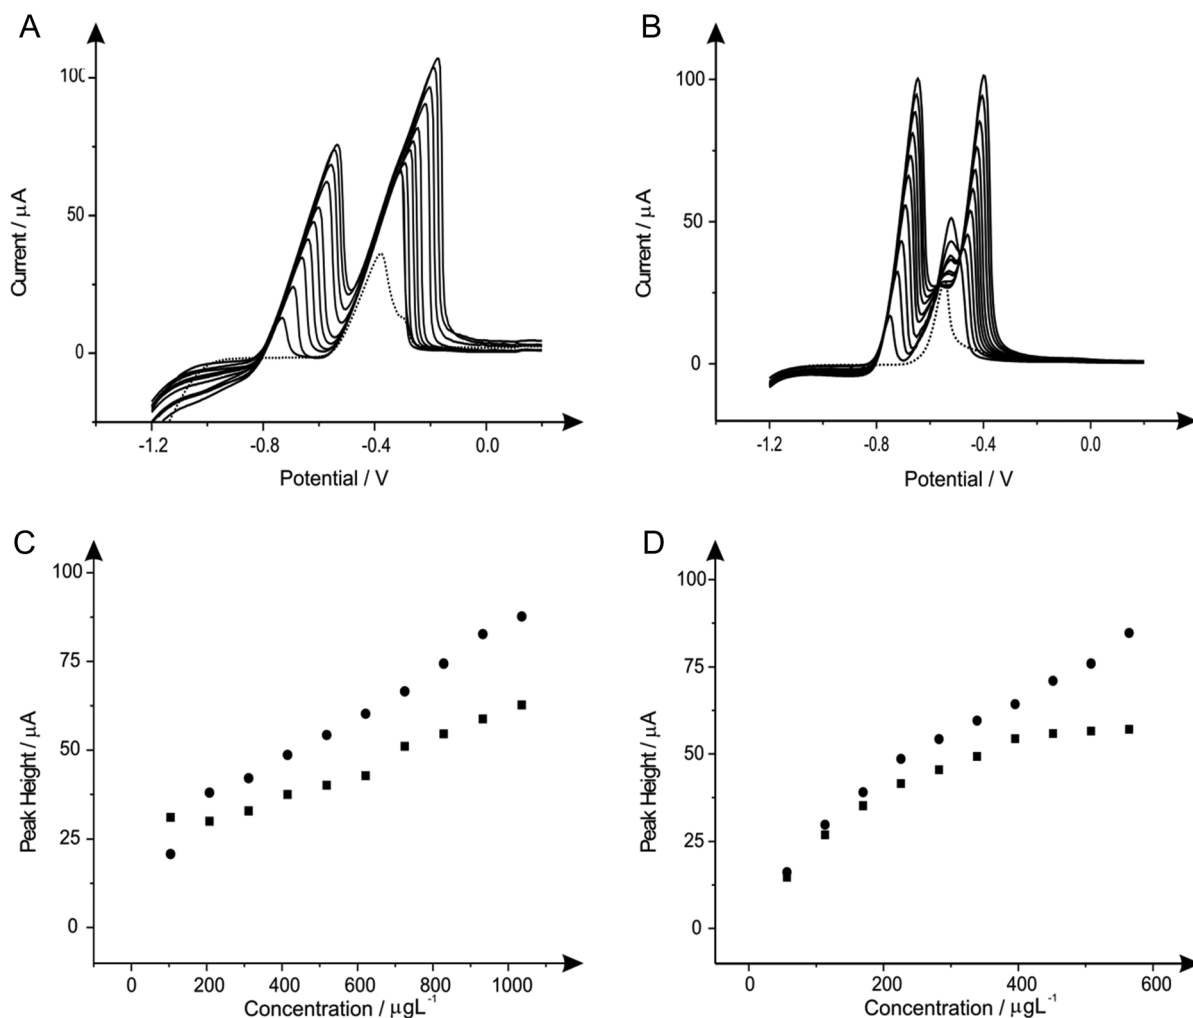 A
100
50
0
Current / μA
-1.2
-0.8
-0.4
0.0
Potential / V
B
100
50
0
Current / μA
-1.2
-0.8
-0.4
0.0
Potential / V
C
100
75
50
25
0
Peak Height / μA
0
200
400
600
800
1000
Concentration / μgL⁻¹
D
100
75
50
25
0
Peak Height / μA
0
200
400
600
Concentration / μgL⁻¹